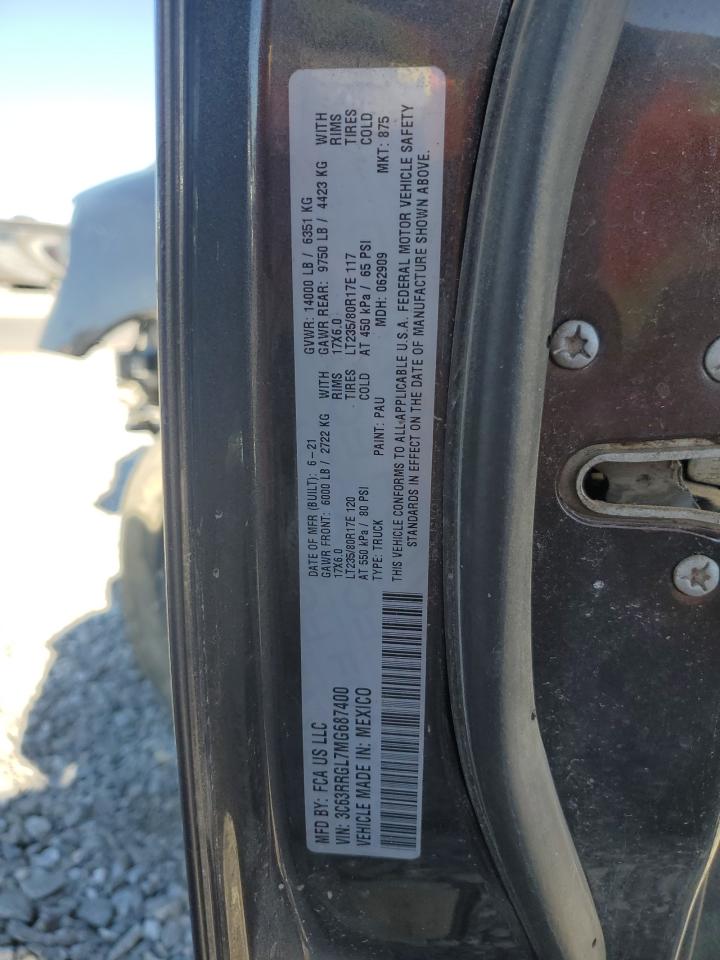 MFD BY: FCA US LLC
DATE OF MFR (BUILT): 6-21
GVWR: 14000 LB / 6351 KG
GAWR FRONT: 6000 LB / 2722 KG WITH
GAWR REAR: 9750 LB / 4423 KG WITH
17X6.0 RIMS
17X6.0 RIMS
LT235/80R17E 120 TIRES
LT235/80R17E 117 TIRES
AT 550 kPa / 80 PSI COLD
AT 450 kPa / 65 PSI COLD
VIN: 3C63RRGL7MG687400
TYPE: TRUCK PAINT: PAU MDH: 062909 MKT: 875
VEHICLE MADE IN: MEXICO
THIS VEHICLE CONFORMS TO ALL APPLICABLE U.S.A. FEDERAL MOTOR VEHICLE SAFETY
STANDARDS IN EFFECT ON THE DATE OF MANUFACTURE SHOWN ABOVE.